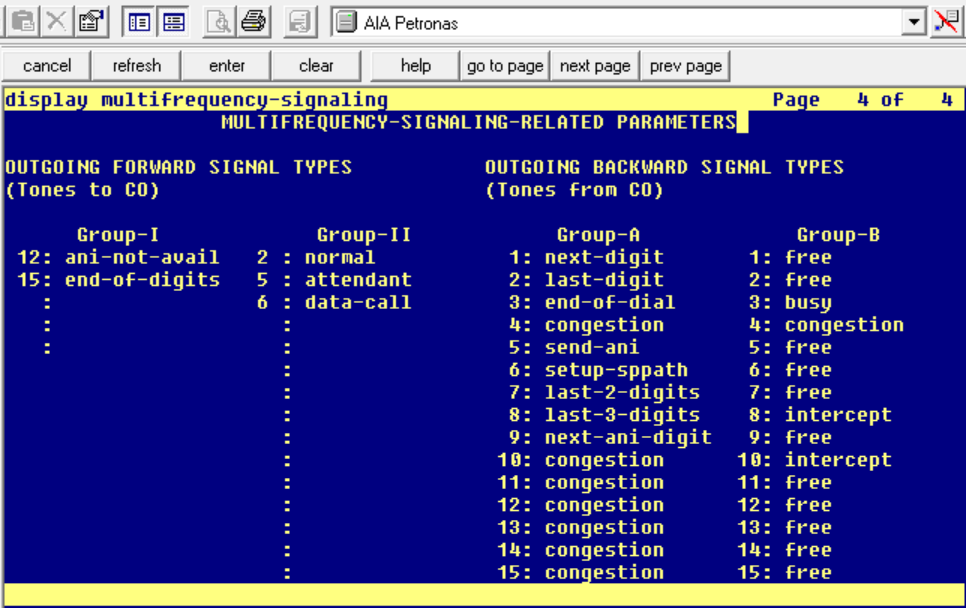 AIA Petronas
cancel refresh enter clear help go to page next page prev page
display multifrequency-signaling Page 4 of 4
MULTIFREQUENCY-SIGNALING-RELATED PARAMETERS
OUTGOING FORWARD SIGNAL TYPES OUTGOING BACKWARD SIGNAL TYPES
(Tones to CO) (Tones from CO)
Group-I Group-II Group-A Group-B
12: ani-not-avail 2 : normal 1: next-digit 1: free
15: end-of-digits 5 : attendant 2: last-digit 2: free
: 6 : data-call 3: end-of-dial 3: busy
: : 4: congestion 4: congestion
: : 5: send-ani 5: free
: 6: setup-sppath 6: free
: 7: last-2-digits 7: free
: 8: last-3-digits 8: intercept
: 9: next-ani-digit 9: free
: 10: congestion 10: intercept
: 11: congestion 11: free
: 12: congestion 12: free
: 13: congestion 13: free
: 14: congestion 14: free
: 15: congestion 15: free